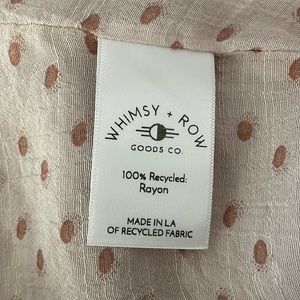 WHIMSY + ROW
GOODS CO.
100% Recycled:
Rayon
MADE IN LA
OF RECYCLED FABRIC